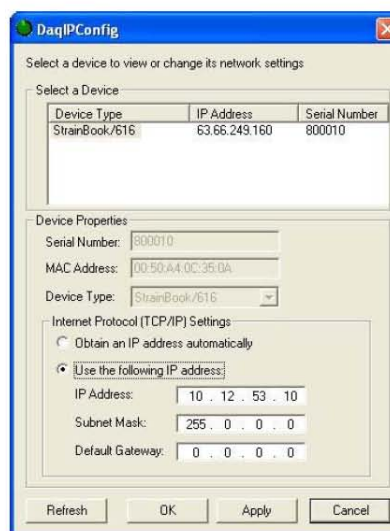 DaqIPConfig
Select a device to view or change its network settings
Select a Device
Device Type IP Address Serial Number
StrainBook/616 63.66.249.160 800010
Device Properties
Serial Number: 800010
MAC Address: 00:50:A4:0C:35:0A
Device Type: StrainBook/616
Internet Protocol (TCP/IP) Settings
Obtain an IP address automatically
Use the following IP address:
IP Address: 10 . 12 . 53 . 10
Subnet Mask: 255 . 0 . 0 . 0
Default Gateway: 0 . 0 . 0 . 0
Refresh OK Apply Cancel